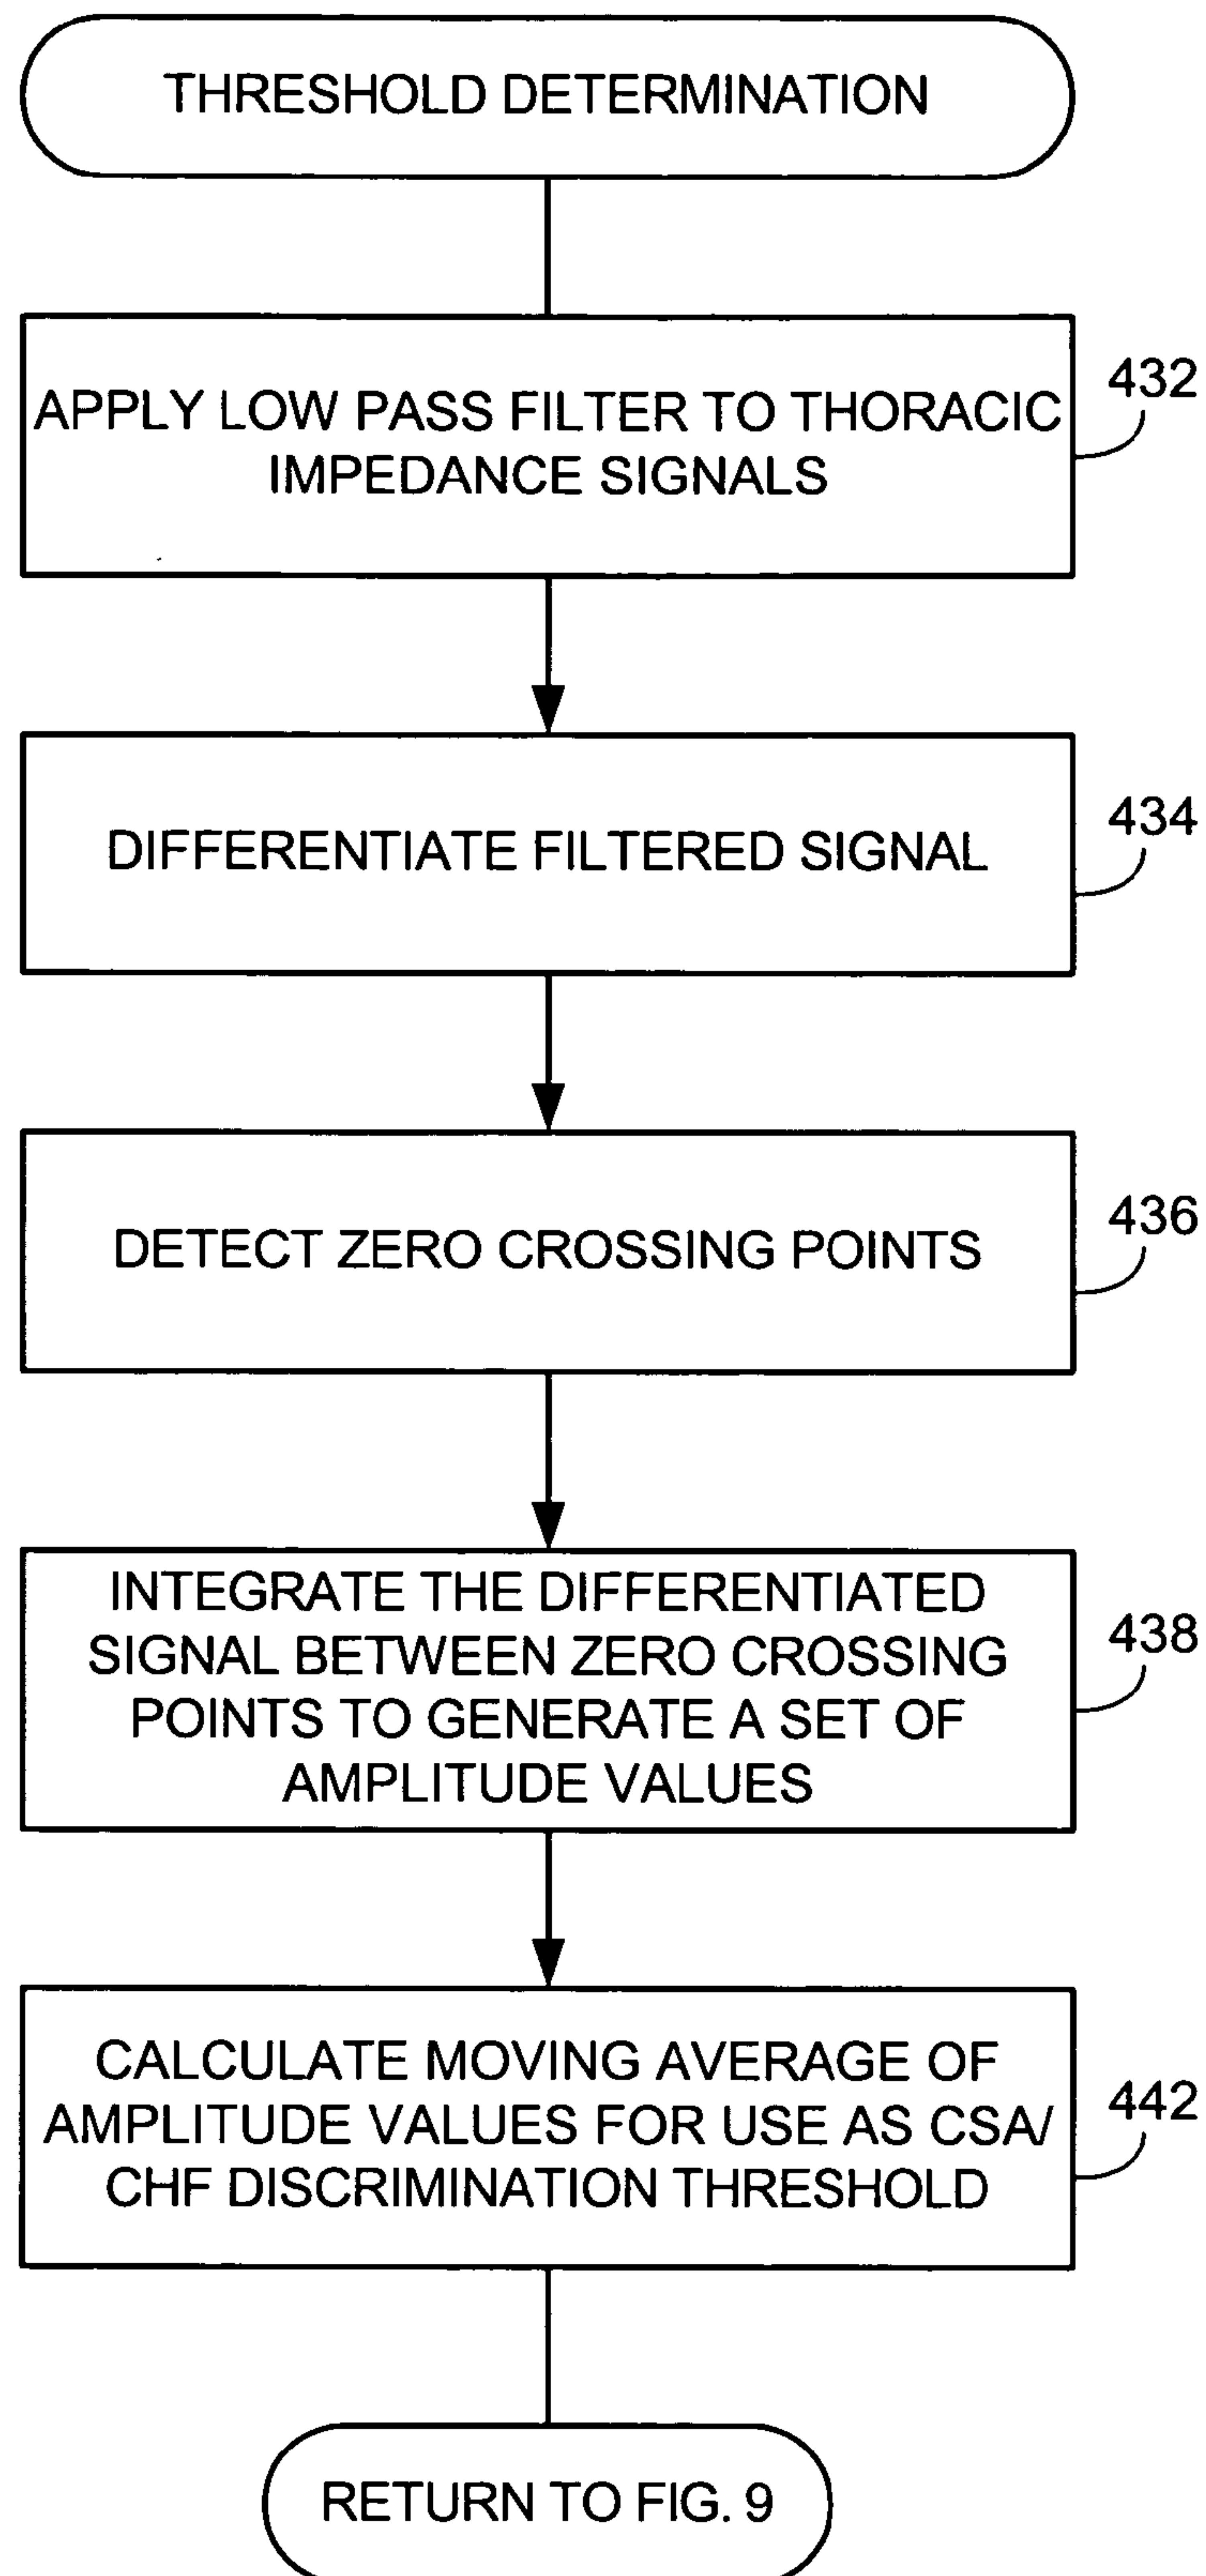 THRESHOLD DETERMINATION
APPLY LOW PASS FILTER TO THORACIC
IMPEDANCE SIGNALS
432
DIFFERENTIATE FILTERED SIGNAL
434
DETECT ZERO CROSSING POINTS
436
INTEGRATE THE DIFFERENTIATED
SIGNAL BETWEEN ZERO CROSSING
POINTS TO GENERATE A SET OF
AMPLITUDE VALUES
438
CALCULATE MOVING AVERAGE OF
AMPLITUDE VALUES FOR USE AS CSA/
CHF DISCRIMINATION THRESHOLD
442
RETURN TO FIG. 9